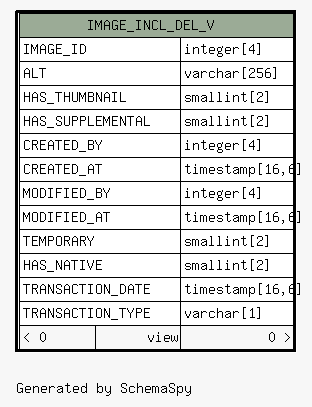 IMAGE_INCL_DEL_V
IMAGE_ID integer[4]
ALT varchar[256]
HAS_THUMBNAIL smallint[2]
HAS_SUPPLEMENTAL smallint[2]
CREATED_BY integer[4]
CREATED_AT timestamp[16,6]
MODIFIED_BY integer[4]
MODIFIED_AT timestamp[16,6]
TEMPORARY smallint[2]
HAS_NATIVE smallint[2]
TRANSACTION_DATE timestamp[16,6]
TRANSACTION_TYPE varchar[1]
< 0 view 0 >
Generated by SchemaSpy